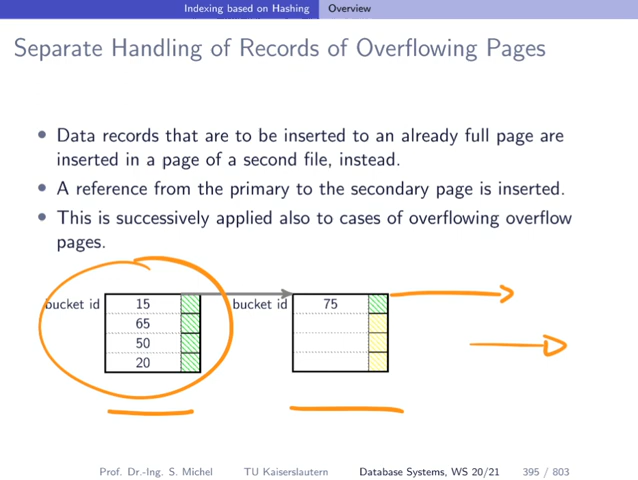 Indexing based on Hashing Overview
Separate Handling of Records of Overflowing Pages
• Data records that are to be inserted to an already full page are
inserted in a page of a second file, instead.
• A reference from the primary to the secondary page is inserted.
• This is successively applied also to cases of overflowing overflow
pages.
bucket id 15 bucket id 75
65
50
20
Prof. Dr.-Ing. S. Michel TU Kaiserslautern Database Systems, WS 20/21 395 / 803